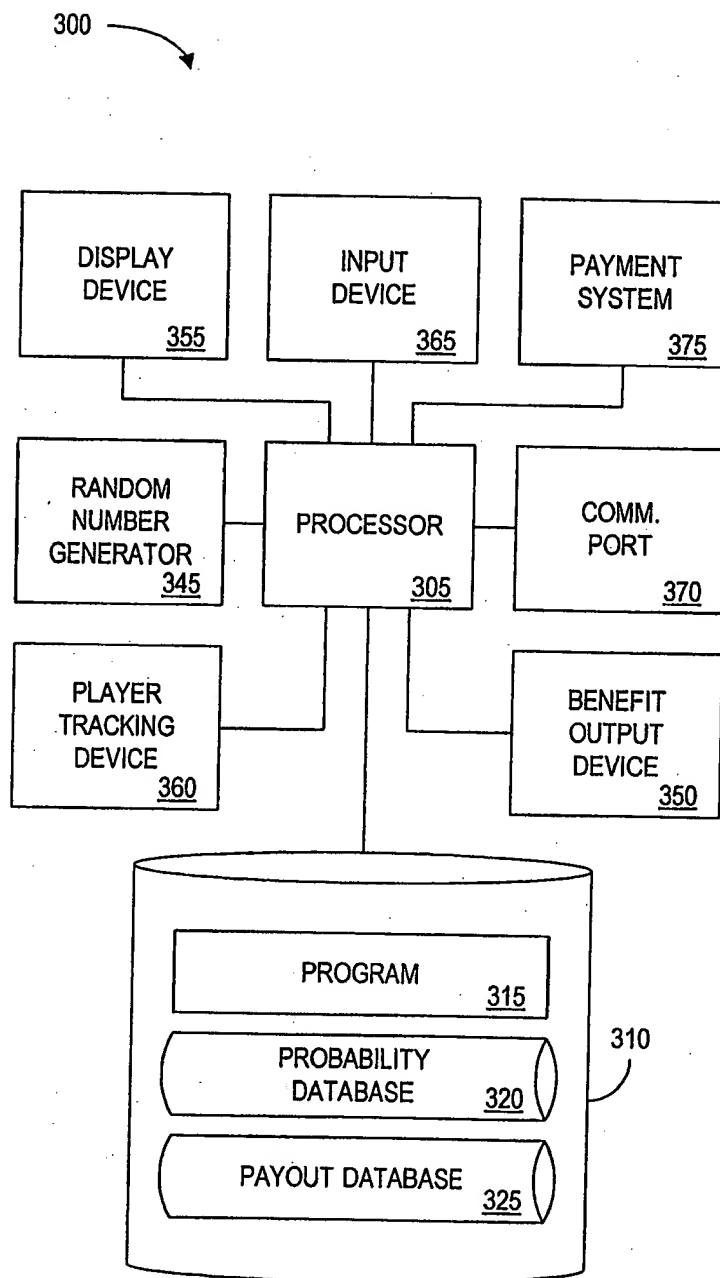 300
DISPLAY
DEVICE
355
INPUT
DEVICE
365
PAYMENT
SYSTEM
375
RANDOM
NUMBER
GENERATOR
345
PROCESSOR
305
COMM.
PORT
370
PLAYER
TRACKING
DEVICE
360
BENEFIT
OUTPUT
DEVICE
350
PROGRAM
315
PROBABILITY
DATABASE
320
310
PAYOUT DATABASE
325